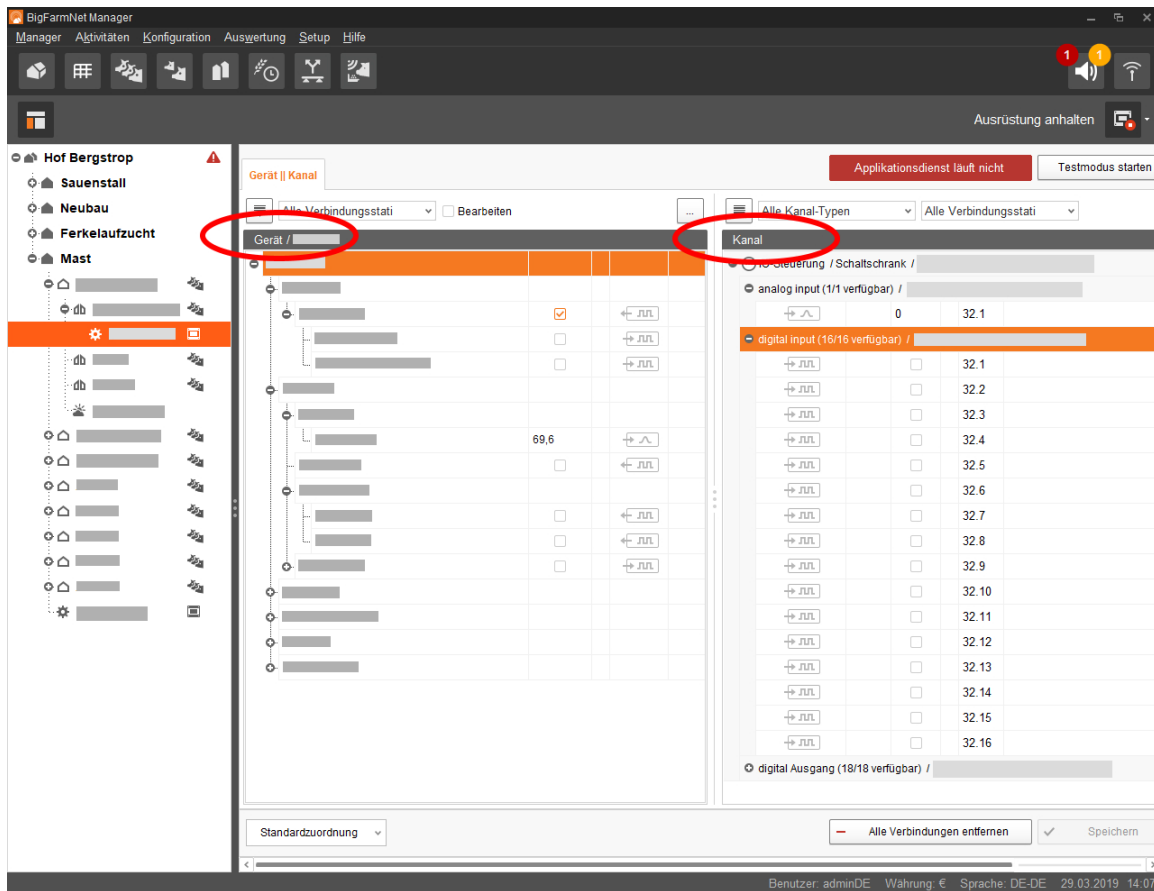 BigFarmNet Manager
Manager Aktivitäten Konfiguration Auswertung Setup Hilfe
1 1
Ausrüstung anhalten
Hof Bergstrop
Sauenstall
Neubau
Ferkelaufzucht
Mast
Gerät || Kanal
Applikationsdienst läuft nicht
Testmodus starten
Alle Verbindungsstati
Bearbeiten
...
Gerät /
69,6
Alle Kanal-Typen
Alle Verbindungsstati
Kanal
/ Schaltschrank /
analog input (1/1 verfügbar) /
0 32.1
digital input (16/16 verfügbar) /
32.1
32.2
32.3
32.4
32.5
32.6
32.7
32.8
32.9
32.10
32.11
32.12
32.13
32.14
32.15
32.16
digital Ausgang (18/18 verfügbar) /
Standardzuordnung
Alle Verbindungen entfernen
Speichern
Benutzer: adminDE Währung: € Sprache: DE-DE 29.03.2019 14:07